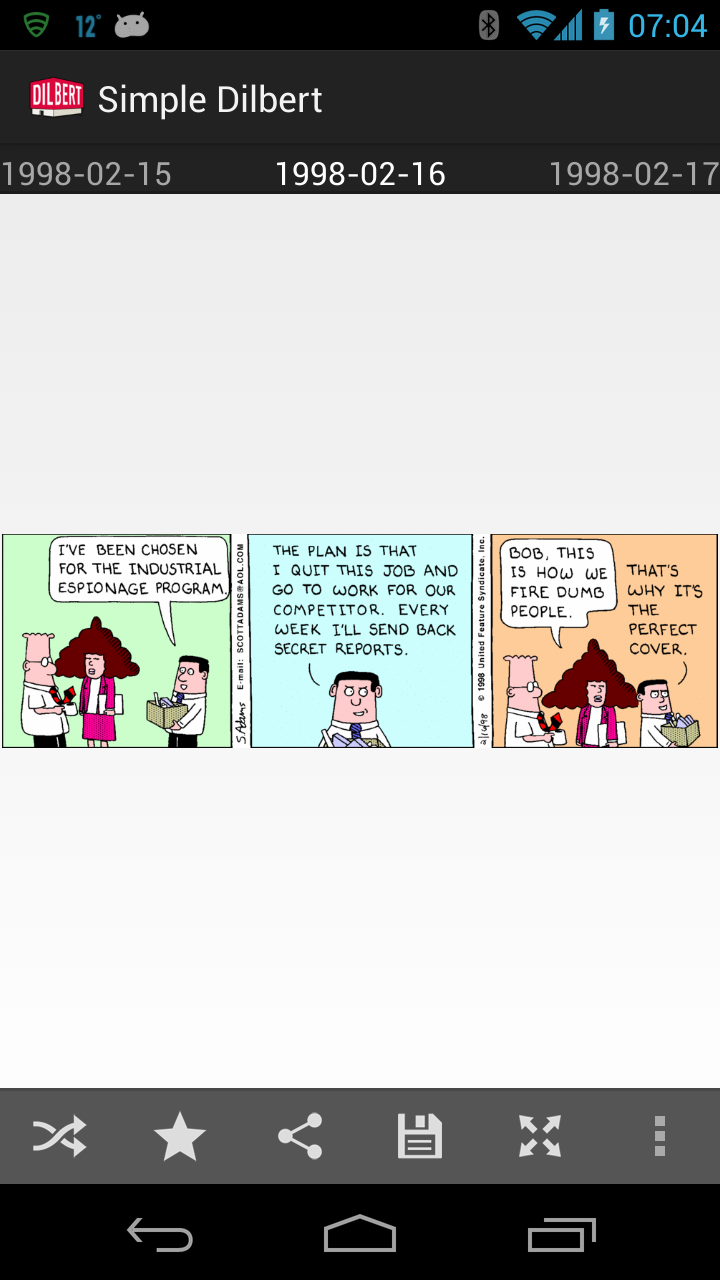 12°
07:04
DILBERT
Simple Dilbert
1998-02-15
1998-02-16
1998-02-17
I'VE BEEN CHOSEN
FOR THE INDUSTRIAL
ESPIONAGE PROGRAM.
S.Adams
E-mail: SCOTTADAMS@AOL.COM
THE PLAN IS THAT
I QUIT THIS JOB AND
GO TO WORK FOR OUR
COMPETITOR. EVERY
WEEK I'LL SEND BACK
SECRET REPORTS.
2/16/98
© 1998 United Feature Syndicate, Inc.
BOB, THIS
IS HOW WE
FIRE DUMB
PEOPLE.
THAT'S
WHY IT'S
THE
PERFECT
COVER.